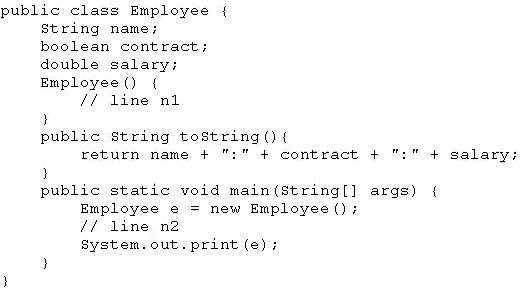 public class Employee {
    String name;
    boolean contract;
    double salary;
    Employee() {
        // line n1
    }
    public String toString(){
        return name + ":" + contract + ":" + salary;
    }
    public static void main(String[] args) {
        Employee e = new Employee();
        // line n2
        System.out.print(e);
    }
}